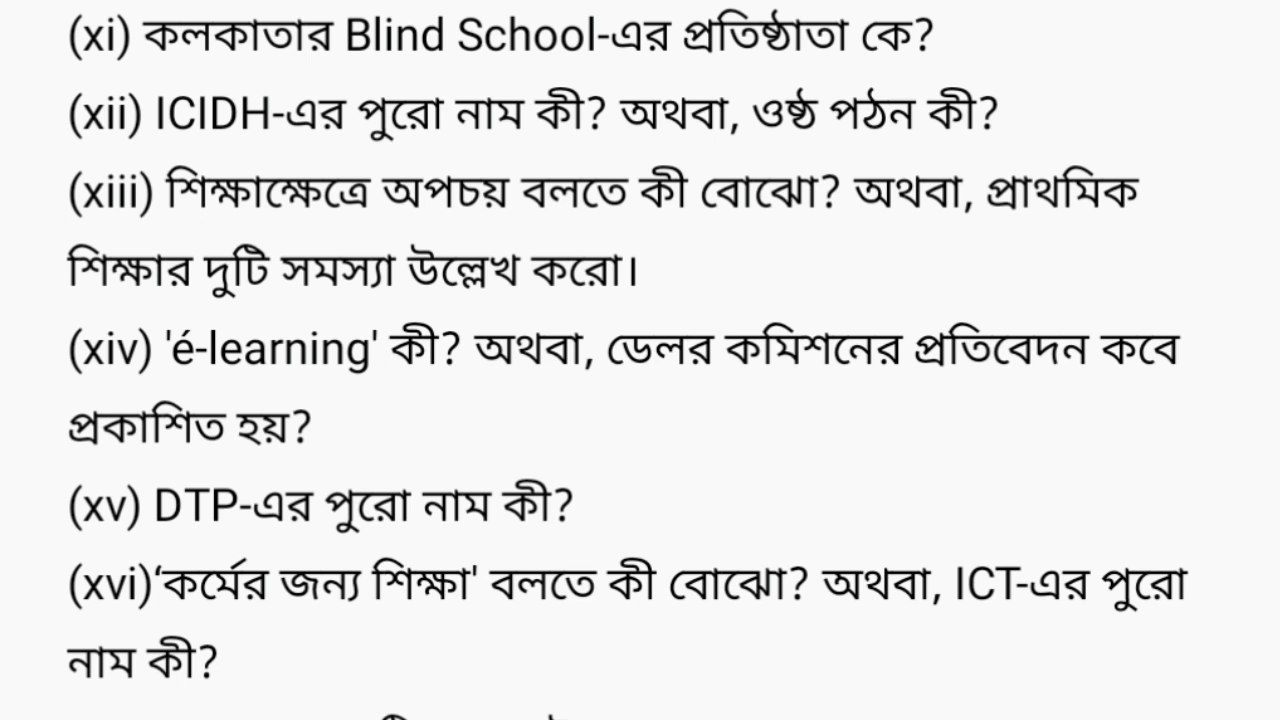 (xi) কলকাতার Blind School-এর প্রতিষ্ঠাতা কে?
(xii) ICIDH-এর পুরো নাম কী? অথবা, ওষ্ঠ পঠন কী?
(xiii) শিক্ষাক্ষেত্রে অপচয় বলতে কী বোঝো? অথবা, প্রাথমিক
শিক্ষার দুটি সমস্যা উল্লেখ করো।
(xiv) 'é-learning' কী? অথবা, ডেলর কমিশনের প্রতিবেদন কবে
প্রকাশিত হয়?
(xv) DTP-এর পুরো নাম কী?
(xvi)‘কর্মের জন্য শিক্ষা' বলতে কী বোঝো? অথবা, ICT-এর পুরো
নাম কী?